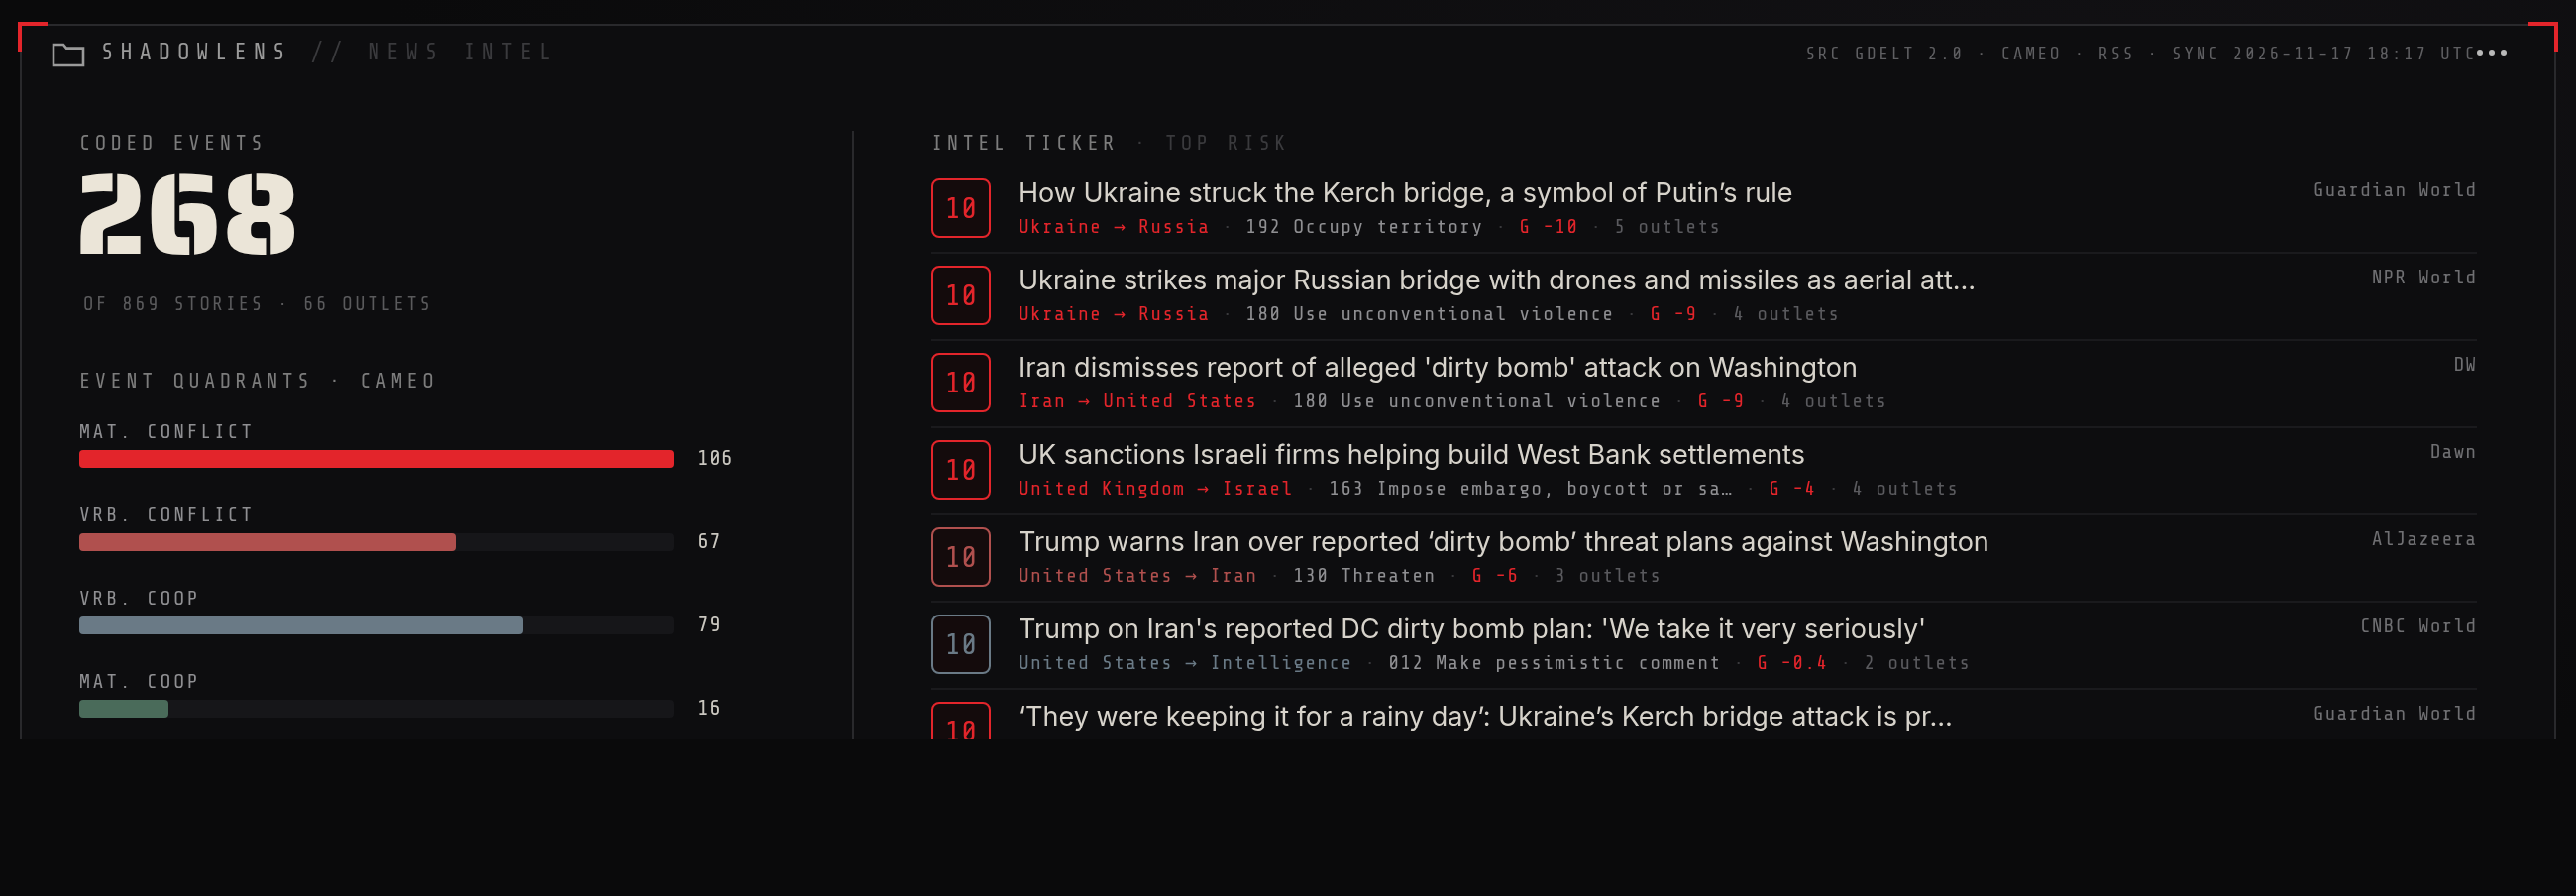 SHADOWLENS // NEWS INTEL
SRC GDELT 2.0 · CAMEO · RSS · SYNC 2026-11-17 18:17 UTC
CODED EVENTS
268
OF 869 STORIES · 66 OUTLETS
EVENT QUADRANTS · CAMEO
MAT. CONFLICT
106
VRB. CONFLICT
67
VRB. COOP
79
MAT. COOP
16
INTEL TICKER · TOP RISK
10 How Ukraine struck the Kerch bridge, a symbol of Putin’s rule Guardian World
Ukraine → Russia · 192 Occupy territory · G -10 · 5 outlets
10 Ukraine strikes major Russian bridge with drones and missiles as aerial att… NPR World
Ukraine → Russia · 180 Use unconventional violence · G -9 · 4 outlets
10 Iran dismisses report of alleged 'dirty bomb' attack on Washington DW
Iran → United States · 180 Use unconventional violence · G -9 · 4 outlets
10 UK sanctions Israeli firms helping build West Bank settlements Dawn
United Kingdom → Israel · 163 Impose embargo, boycott or sa… · G -4 · 4 outlets
10 Trump warns Iran over reported ‘dirty bomb’ threat plans against Washington AlJazeera
United States → Iran · 130 Threaten · G -6 · 3 outlets
10 Trump on Iran's reported DC dirty bomb plan: 'We take it very seriously' CNBC World
United States → Intelligence · 012 Make pessimistic comment · G -0.4 · 2 outlets
10 ‘They were keeping it for a rainy day’: Ukraine’s Kerch bridge attack is pr… Guardian World